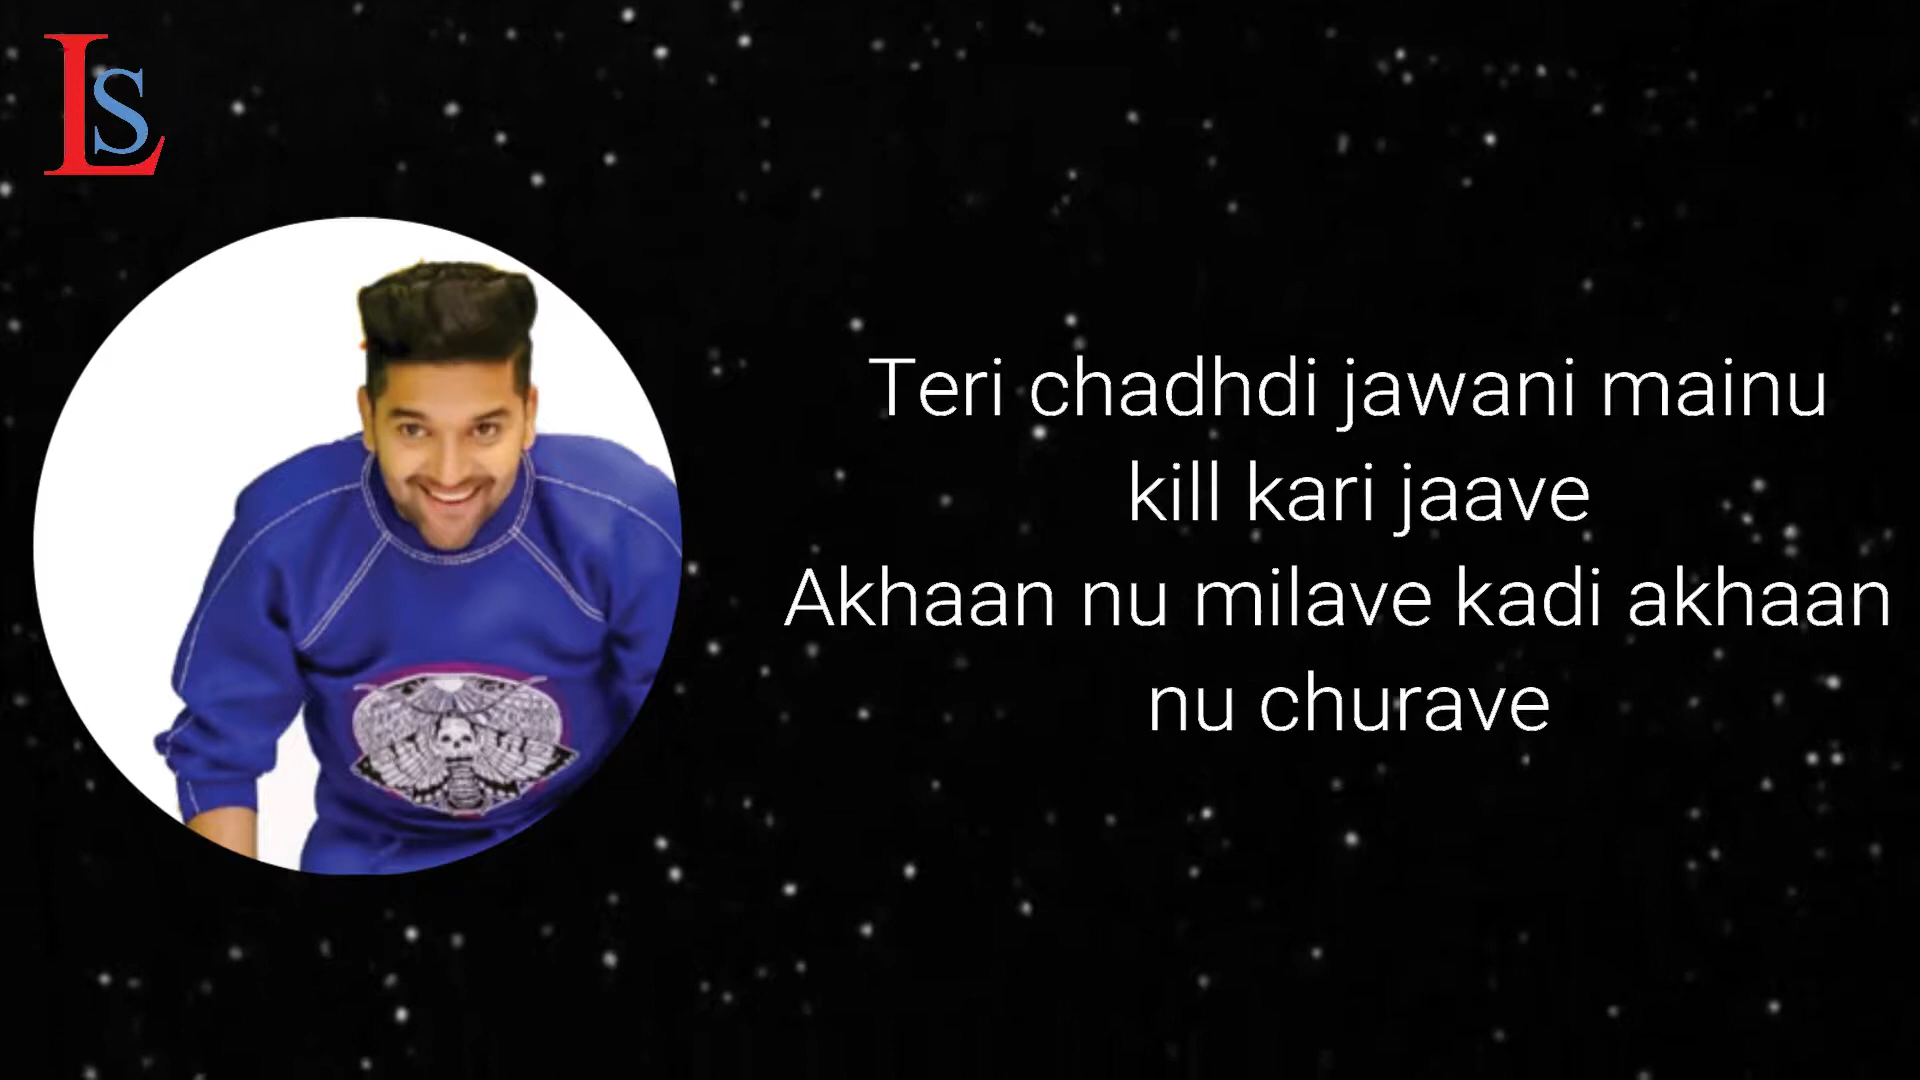 LS
Teri chadhdi jawani mainu
kill kari jaave
Akhaan nu milave kadi akhaan
nu churave